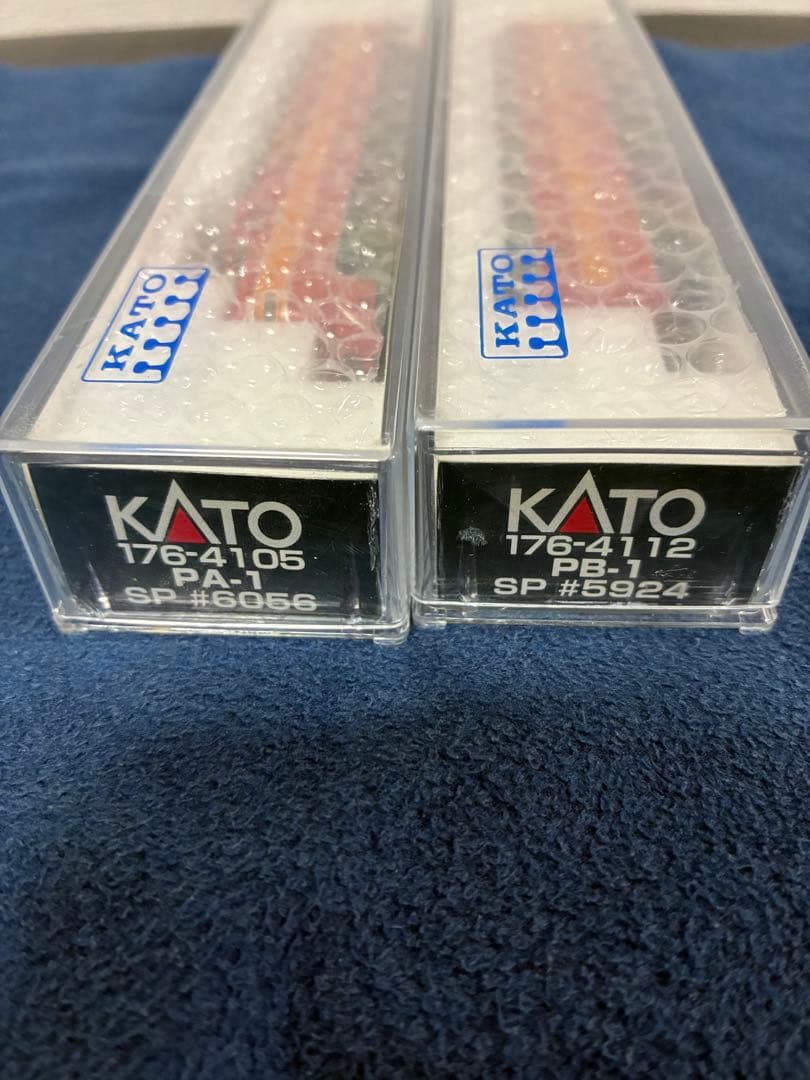 KATO
KATO
KATO
176-4105
PA-1
SP #6056
KATO
176-4112
PB-1
SP #5924